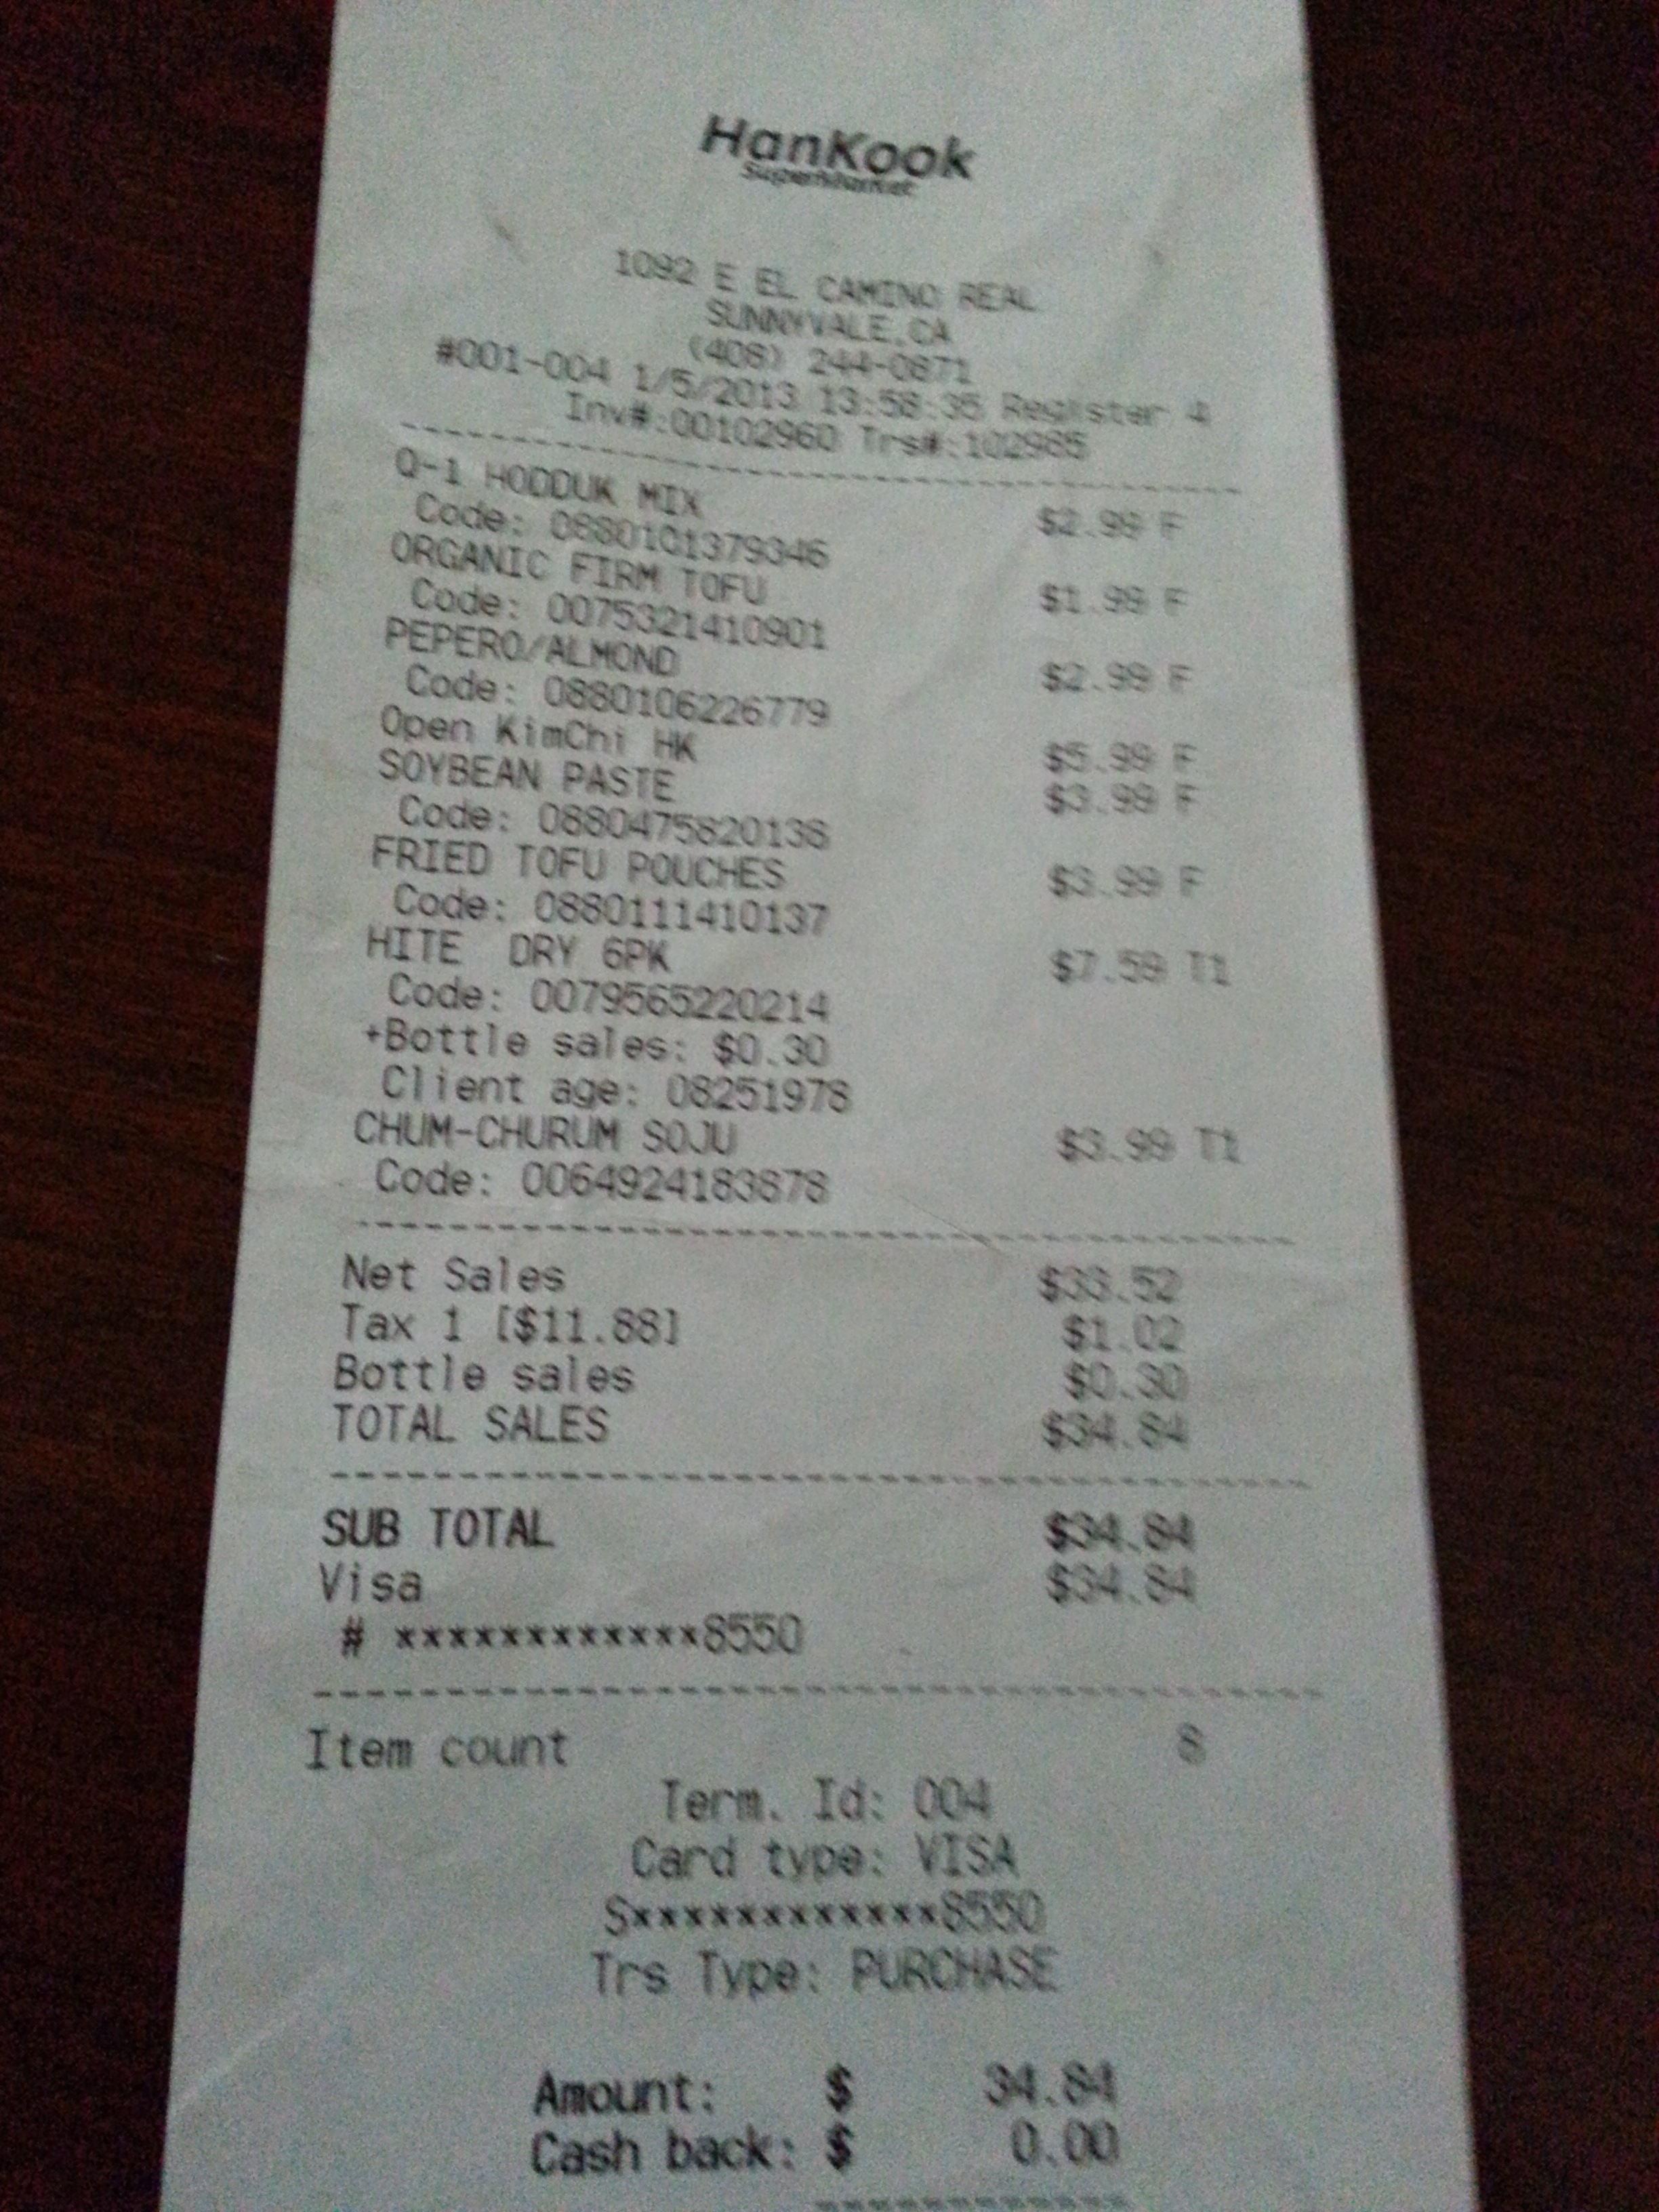 HanKook
SuperMarket
1092 E EL CAMINO REAL
SUNNYVALE,CA
(408) 244-0871
#001-004 1/5/2013 13:58:35 Register 4
Inv#:00102960 Trs#:102985
Q-1 HODDUK MIX $2.99 F
Code: 0880101379346
ORGANIC FIRM TOFU $1.99 F
Code: 0075321410901
PEPERO/ALMOND $2.99 F
Code: 0880106226779
Open KimChi HK $5.99 F
SOYBEAN PASTE $3.99 F
Code: 0880475820136
FRIED TOFU POUCHES $3.99 F
Code: 0880111410137
HITE DRY 6PK $7.59 T1
Code: 0079565220214
+Bottle sales: $0.30
Client age: 08251978
CHUM-CHURUM SOJU $3.99 T1
Code: 0064924183878
Net Sales $33.52
Tax 1 [$11.88] $1.02
Bottle sales $0.30
TOTAL SALES $34.84
SUB TOTAL $34.84
Visa $34.84
# xxxxxxxxxxxx8550
Item count 8
Term. Id: 004
Card type: VISA
Sxxxxxxxxxxxx8550
Trs Type: PURCHASE
Amount: $ 34.84
Cash back: $ 0.00